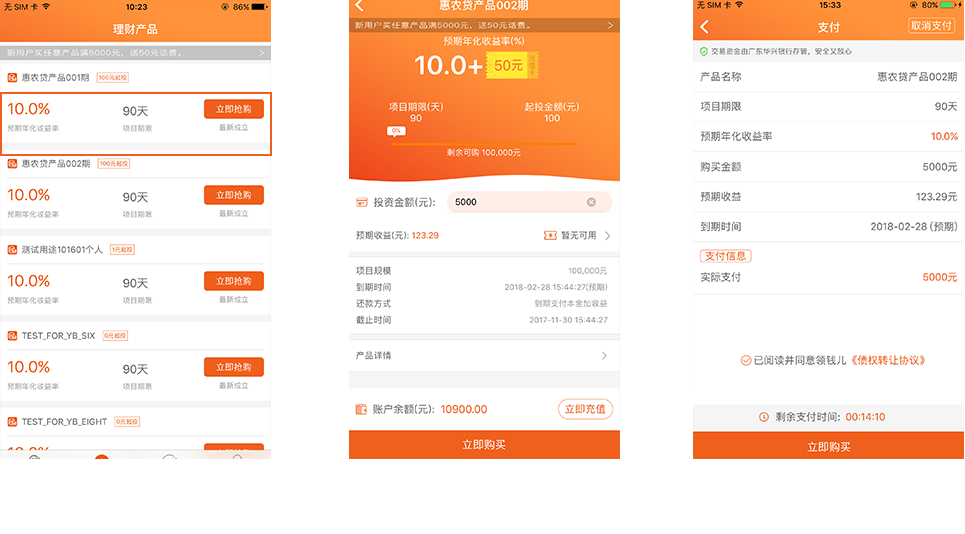 无 SIM 卡 10:23 86%
理财产品
新用户买任意产品满5000元，送50元话费。
惠农贷产品001期 100元起投
10.0% 90天 立即抢购
预期年化收益率 项目期限 最新成立
惠农贷产品002期 100元起投
10.0% 90天 立即抢购
预期年化收益率 项目期限 最新成立
测试用途101601个人 1元起投
10.0% 90天 立即抢购
预期年化收益率 项目期限 最新成立
TEST_FOR_YB_SIX 0元起投
10.0% 90天 立即抢购
预期年化收益率 项目期限 最新成立
TEST_FOR_YB_EIGHT 0元起投
惠农贷产品002期
新用户买任意产品满5000元，送50元话费。
预期年化收益率(%)
10.0+ 50元
项目期限(天) 起投金额(元)
90 100
0%
剩余可购 100,000元
投资金额(元): 5000
预期收益(元): 123.29 暂无可用
项目规模 100,000元
到期时间 2018-02-28 15:44:27(预期)
还款方式 到期支付本金加收益
截止时间 2017-11-30 15:44:27
产品详情
账户余额(元): 10900.00 立即充值
立即购买
无 SIM 卡 15:33 80%
支付 取消支付
交易资金由广东华兴银行存管，安全又放心
产品名称 惠农贷产品002期
项目期限 90天
预期年化收益率 10.0%
购买金额 5000元
预期收益 123.29元
到期时间 2018-02-28 (预期)
支付信息
实际支付 5000元
已阅读并同意领钱儿《债权转让协议》
剩余支付时间: 00:14:10
立即购买